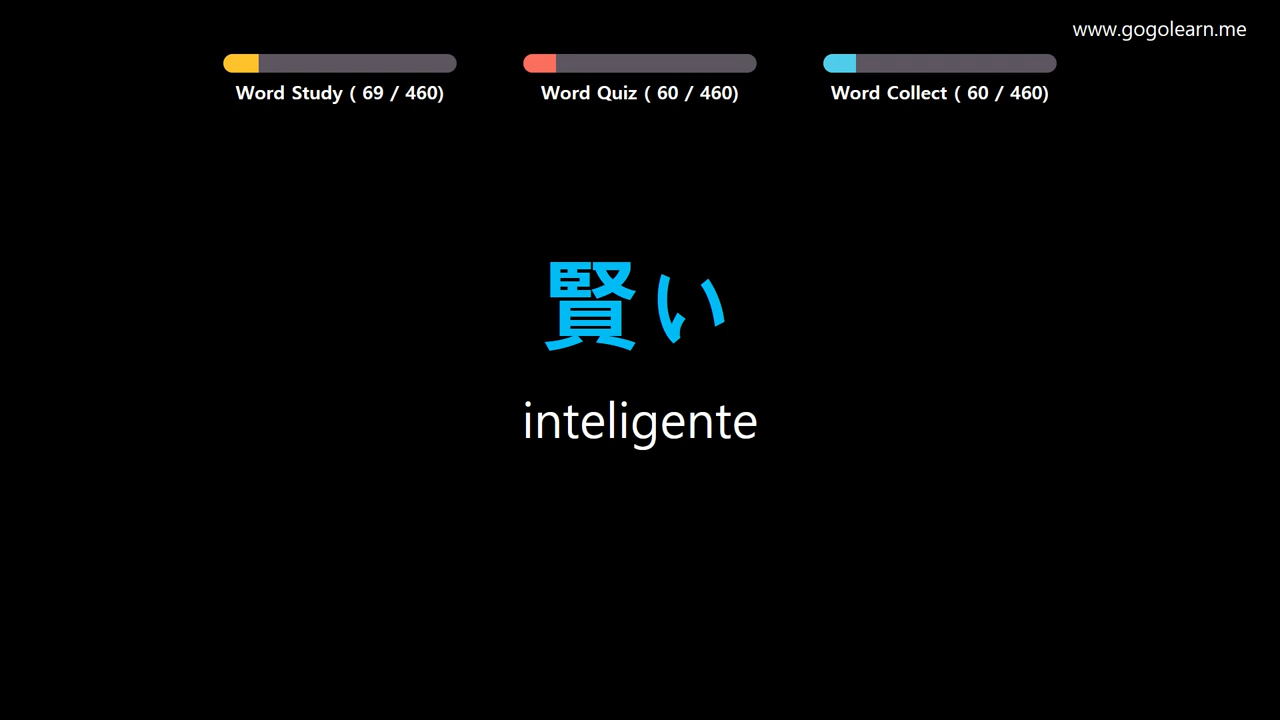 www.gogolearn.me
Word Study ( 69 / 460)
Word Quiz ( 60 / 460)
Word Collect ( 60 / 460)
賢い
inteligente